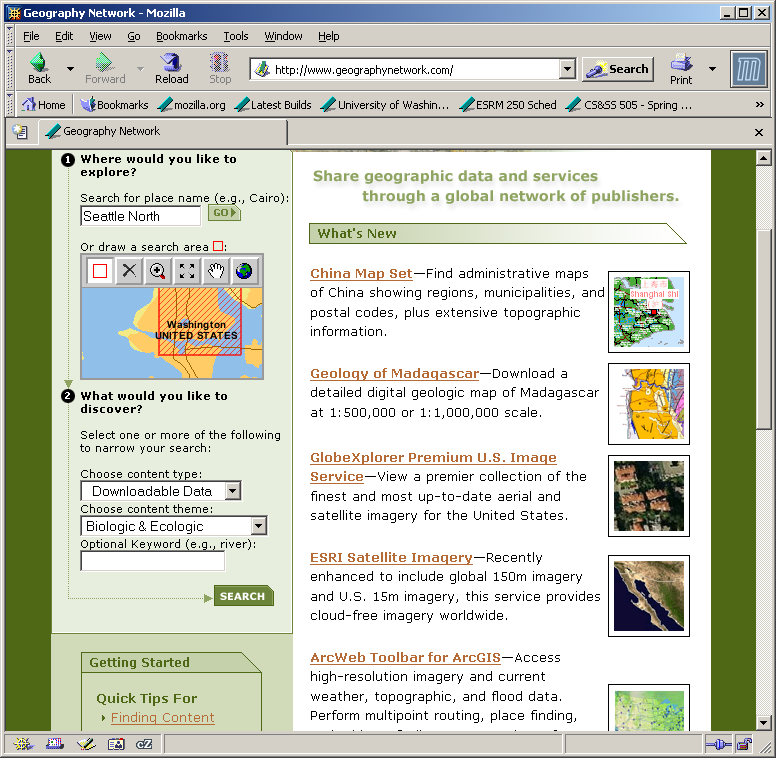 Geography Network - Mozilla
File Edit View Go Bookmarks Tools Window Help
Back Forward Reload Stop http://www.geographynetwork.com/ Search Print
Home Bookmarks mozilla.org Latest Builds University of Washin... ESRM 250 Sched CS&SS 505 - Spring ... »
Geography Network
1 Where would you like to
explore?
Search for place name (e.g., Cairo):
Seattle North GO
Or draw a search area :
Washington
UNITED STATES
2 What would you like to
discover?
Select one or more of the following
to narrow your search:
Choose content type:
Downloadable Data
Choose content theme:
Biologic & Ecologic
Optional Keyword (e.g., river):
SEARCH
Getting Started
Quick Tips For
Finding Content
Share geographic data and services
through a global network of publishers.
What's New
China Map Set—Find administrative maps
of China showing regions, municipalities, and
postal codes, plus extensive topographic
information.
Shanghai Shi
Geology of Madagascar—Download a
detailed digital geologic map of Madagascar
at 1:500,000 or 1:1,000,000 scale.
GlobeXplorer Premium U.S. Image
Service—View a premier collection of the
finest and most up-to-date aerial and
satellite imagery for the United States.
ESRI Satellite Imagery—Recently
enhanced to include global 150m imagery
and U.S. 15m imagery, this service provides
cloud-free imagery worldwide.
ArcWeb Toolbar for ArcGIS—Access
high-resolution imagery and current
weather, topographic, and flood data.
Perform multipoint routing, place finding,